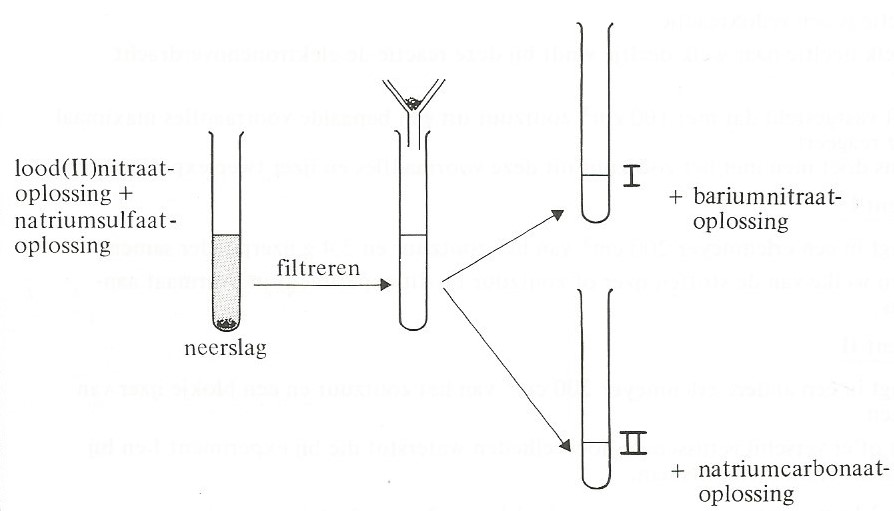 lood(II)nitraat-
oplossing +
natriumsulfaat-
oplossing
filtreren
neerslag
I
+ bariumnitraat-
oplossing
II
+ natriumcarbonaat-
oplossing